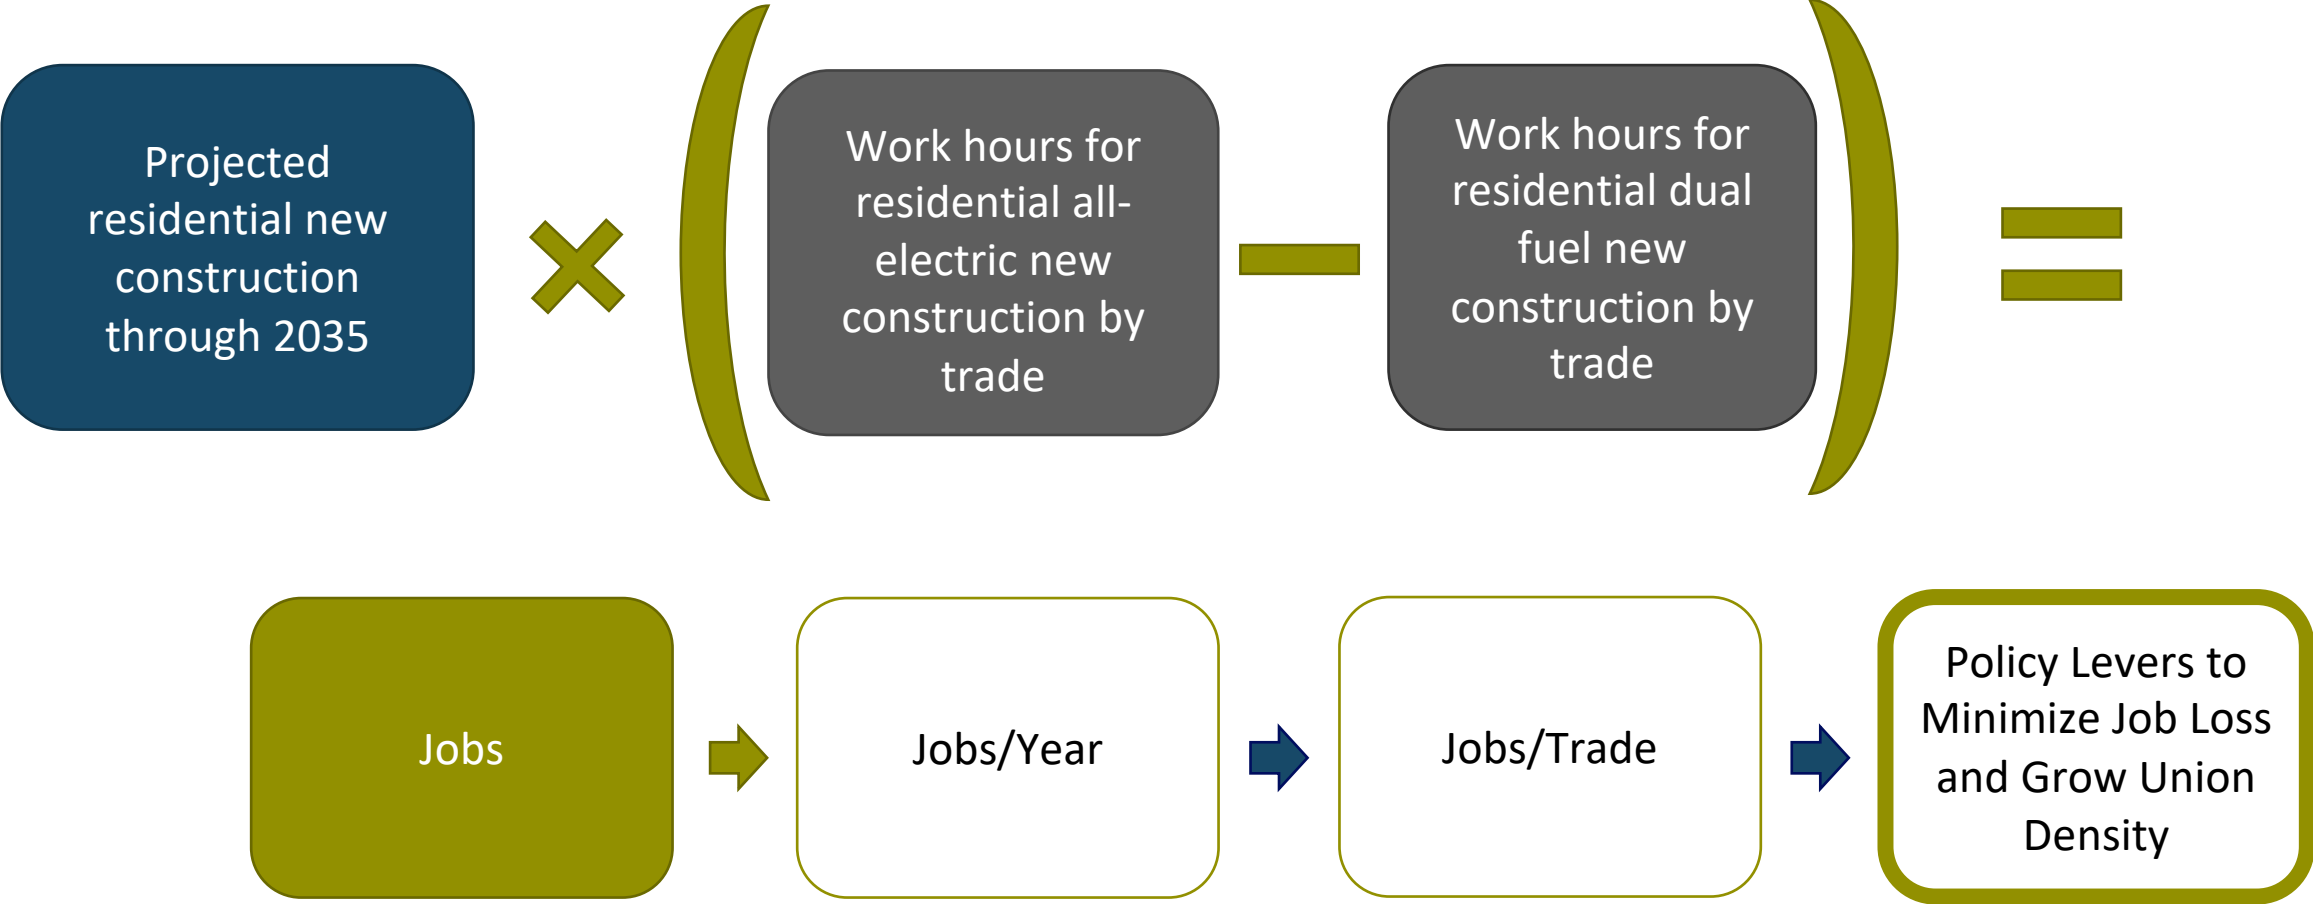 Projected
residential new
construction
through 2035
Work hours for
residential all-
electric new
construction by
trade
Work hours for
residential dual
fuel new
construction by
trade
Jobs
Jobs/Year
Jobs/Trade
Policy Levers to
Minimize Job Loss
and Grow Union
Density